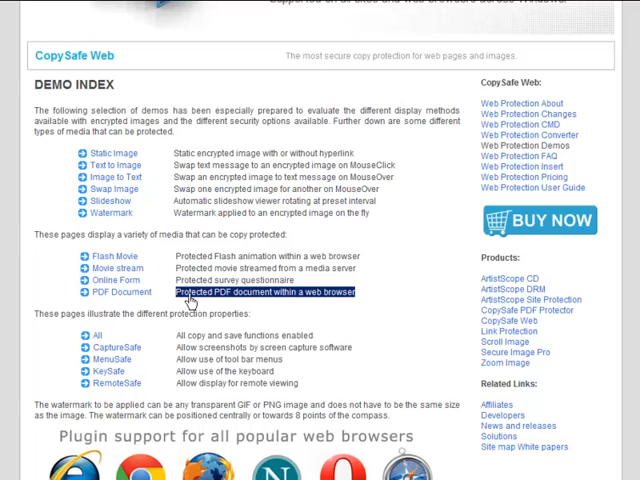 CopySafe Web
The most secure copy protection for web pages and images.
DEMO INDEX
The following selection of demos has been especially prepared to evaluate the different display methods
available with encrypted images and the different security options available. Further down are some different
types of media that can be protected.
Static Image Static encrypted image with or without hyperlink
Text to Image Swap text message to an encrypted image on MouseClick
Image to Text Swap an encrypted image to text message on MouseOver
Swap Image Swap one encrypted image for another on MouseOver
Slideshow Automatic slideshow viewer rotating at preset interval
Watermark Watermark applied to an encrypted image on the fly
These pages display a variety of media that can be copy protected:
Flash Movie Protected Flash animation within a web browser
Movie stream Protected movie streamed from a media server
Online Form Protected survey questionnaire
PDF Document Protected PDF document within a web browser
These pages illustrate the different protection properties:
All All copy and save functions enabled
CaptureSafe Allow screenshots by screen capture software
MenuSafe Allow use of tool bar menus
KeySafe Allow use of the keyboard
RemoteSafe Allow display for remote viewing
The watermark to be applied can be any transparent GIF or PNG image and does not have to be the same size
as the image. The watermark can be positioned centrally or towards 8 points of the compass.
Plugin support for all popular web browsers
CopySafe Web:
Web Protection About
Web Protection Changes
Web Protection CMD
Web Protection Converter
Web Protection Demos
Web Protection FAQ
Web Protection Insert
Web Protection Pricing
Web Protection User Guide
BUY NOW
Products:
ArtistScope CD
ArtistScope DRM
ArtistScope Site Protection
CopySafe PDF Protector
CopySafe Web
Link Protection
Scroll Image
Secure Image Pro
Zoom Image
Related Links:
Affiliates
Developers
News and releases
Solutions
Site map White papers